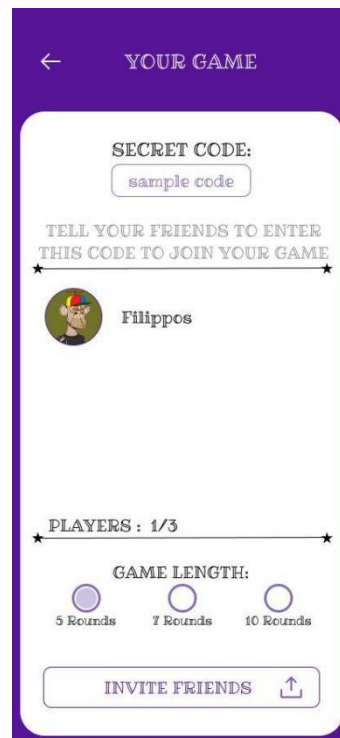 YOUR GAME
SECRET CODE:
sample code
TELL YOUR FRIENDS TO ENTER
THIS CODE TO JOIN YOUR GAME
Filippos
PLAYERS : 1/3
GAME LENGTH:
5 Rounds 7 Rounds 10 Rounds
INVITE FRIENDS